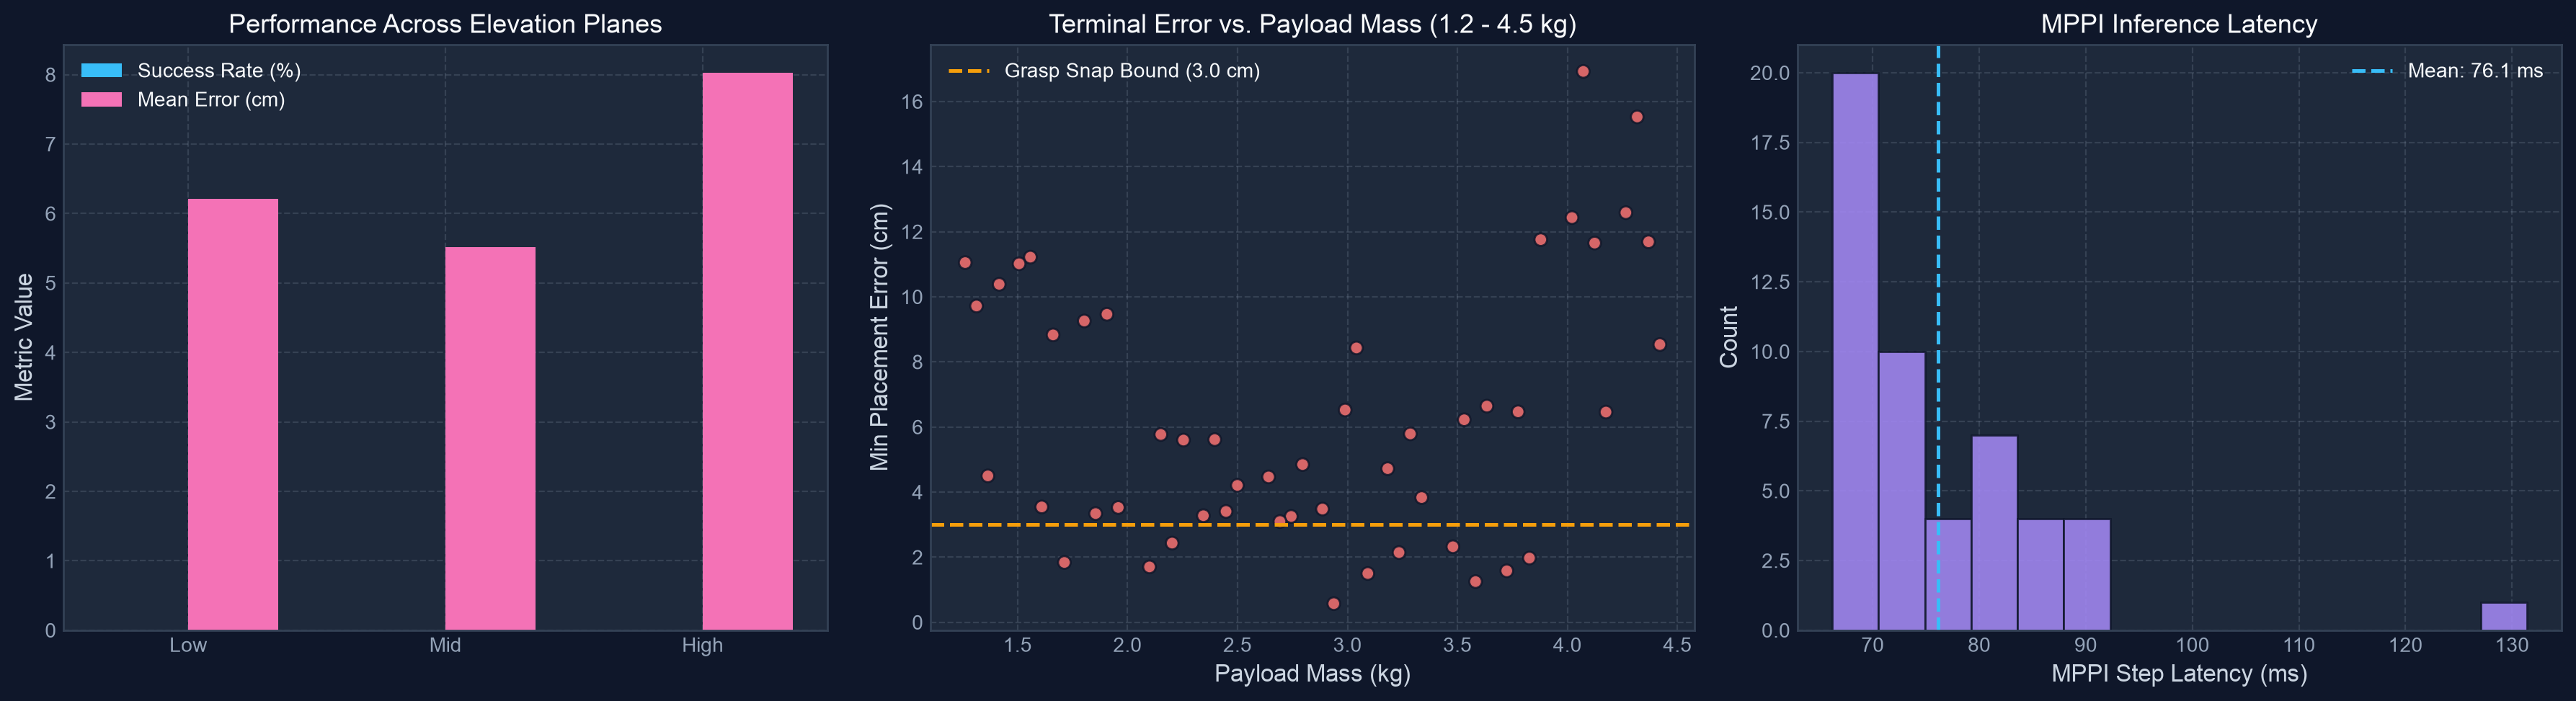 Performance Across Elevation Planes
Success Rate (%)
Mean Error (cm)
Metric Value
8
7
6
5
4
3
2
1
0
Low
Mid
High
Terminal Error vs. Payload Mass (1.2 - 4.5 kg)
Grasp Snap Bound (3.0 cm)
Min Placement Error (cm)
16
14
12
10
8
6
4
2
0
1.5
2.0
2.5
3.0
3.5
4.0
4.5
Payload Mass (kg)
MPPI Inference Latency
Mean: 76.1 ms
Count
20.0
17.5
15.0
12.5
10.0
7.5
5.0
2.5
0.0
70
80
90
100
110
120
130
MPPI Step Latency (ms)